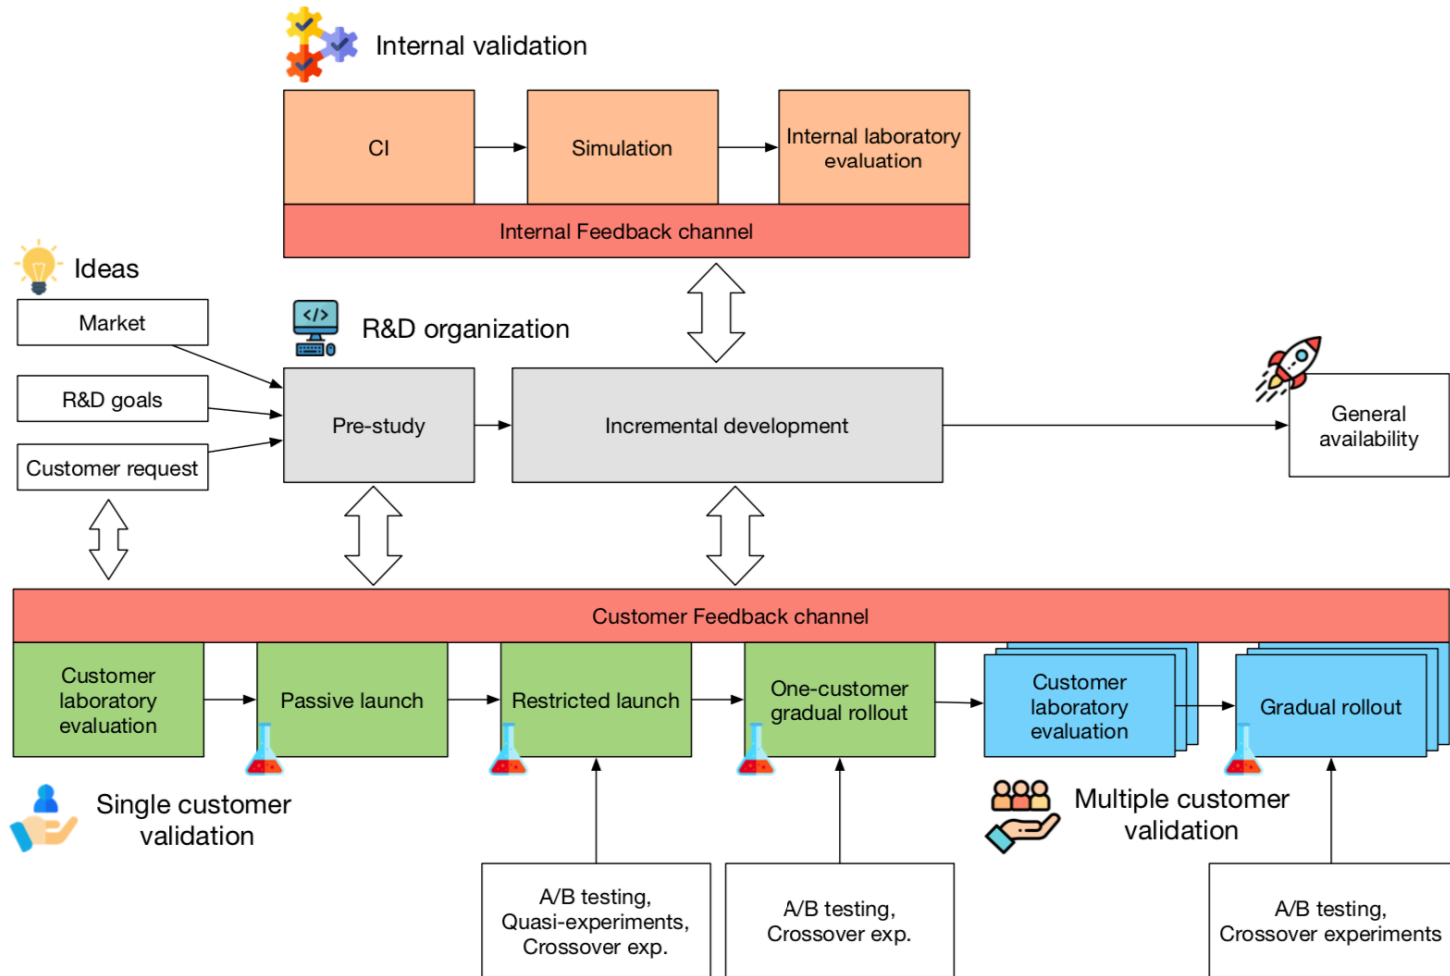 Internal validation
CI
Simulation
Internal laboratory
evaluation
Internal Feedback channel
Ideas
Market
R&D goals
Customer request
</>
R&D organization
Pre-study
Incremental development
General
availability
Customer Feedback channel
Customer
laboratory
evaluation
Passive launch
Restricted launch
One-customer
gradual rollout
Customer
laboratory
evaluation
Gradual rollout
Single customer
validation
Multiple customer
validation
A/B testing,
Quasi-experiments,
Crossover exp.
A/B testing,
Crossover exp.
A/B testing,
Crossover experiments